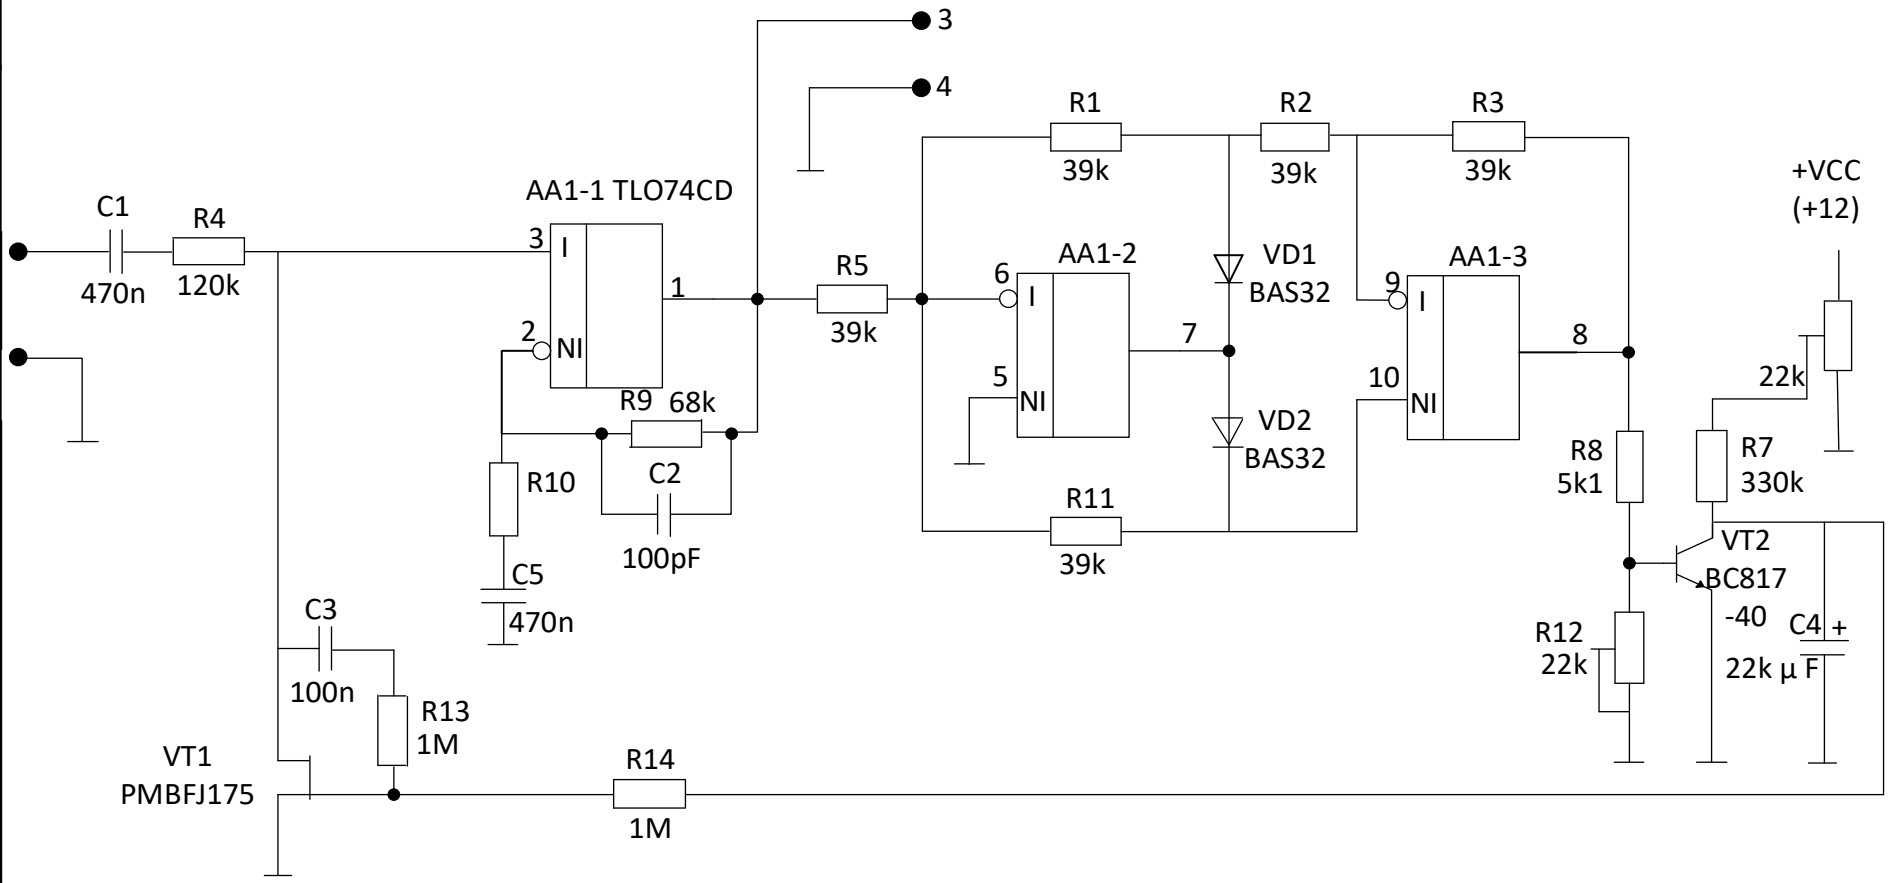 3
4
R1
39k
R2
39k
R3
39k
+VCC
(+12)
AA1-1 TLO74CD
C1
470n
R4
120k
3
I
1
2
NI
R5
39k
6
I
AA1-2
7
5
NI
VD1
BAS32
VD2
BAS32
AA1-3
9
I
8
10
NI
22k
R9
68k
C2
100pF
R10
C5
470n
R11
39k
R8
5k1
R7
330k
VT2
BC817
-40
C4
+
22k μ F
R12
22k
C3
100n
R13
1M
VT1
PMBFJ175
R14
1M